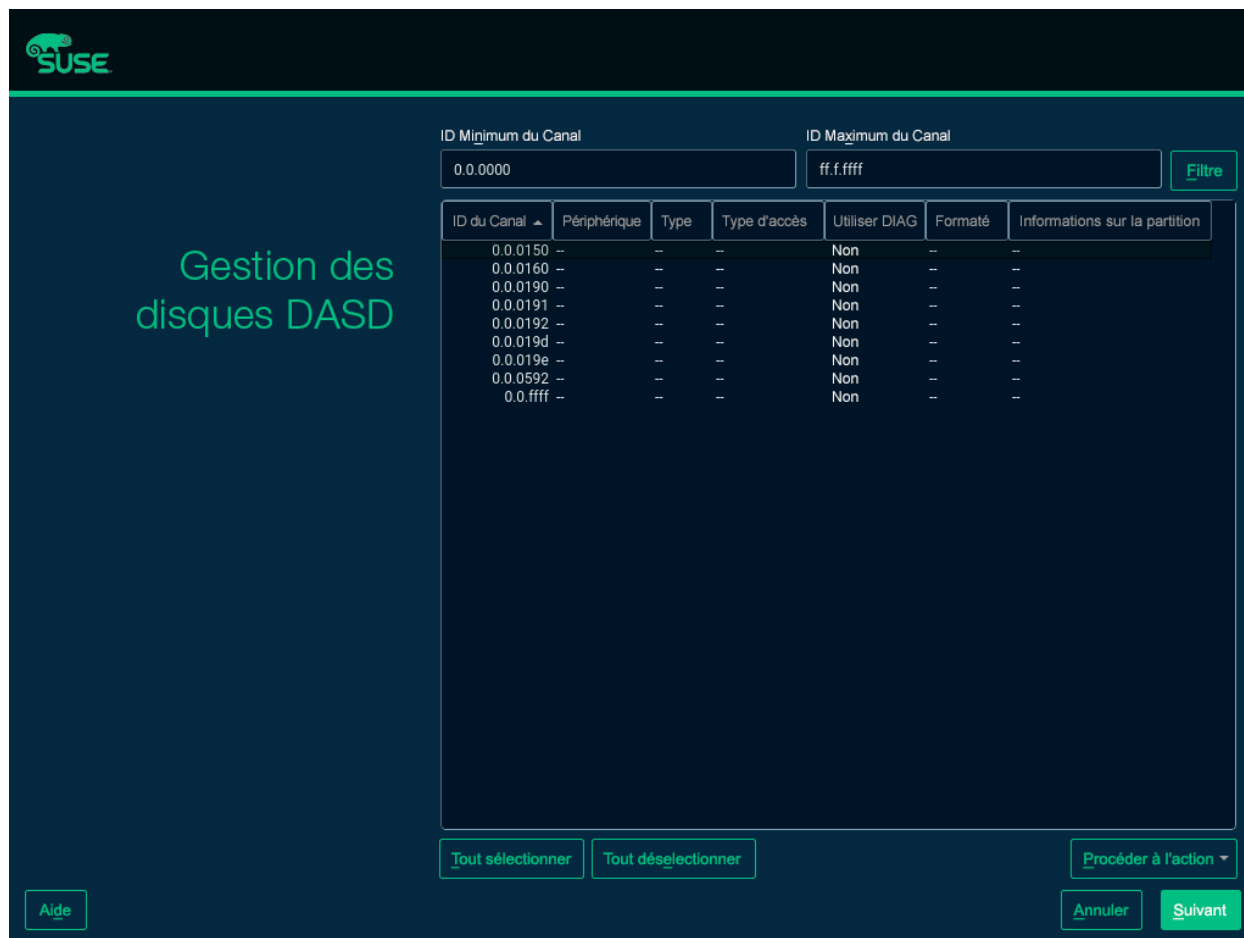 SUSE
ID Minimum du Canal
ID Maximum du Canal
0.0.0000
ff.f.ffff
Filtre
Gestion des
disques DASD
ID du Canal Périphérique Type Type d'accès Utiliser DIAG Formaté Informations sur la partition
0.0.0150 -- -- -- Non -- --
0.0.0160 -- -- -- Non -- --
0.0.0190 -- -- -- Non -- --
0.0.0191 -- -- -- Non -- --
0.0.0192 -- -- -- Non -- --
0.0.019d -- -- -- Non -- --
0.0.019e -- -- -- Non -- --
0.0.0592 -- -- -- Non -- --
0.0.ffff -- -- -- Non -- --
Tout sélectionner
Tout déselectionner
Procéder à l'action
Aide
Annuler
Suivant